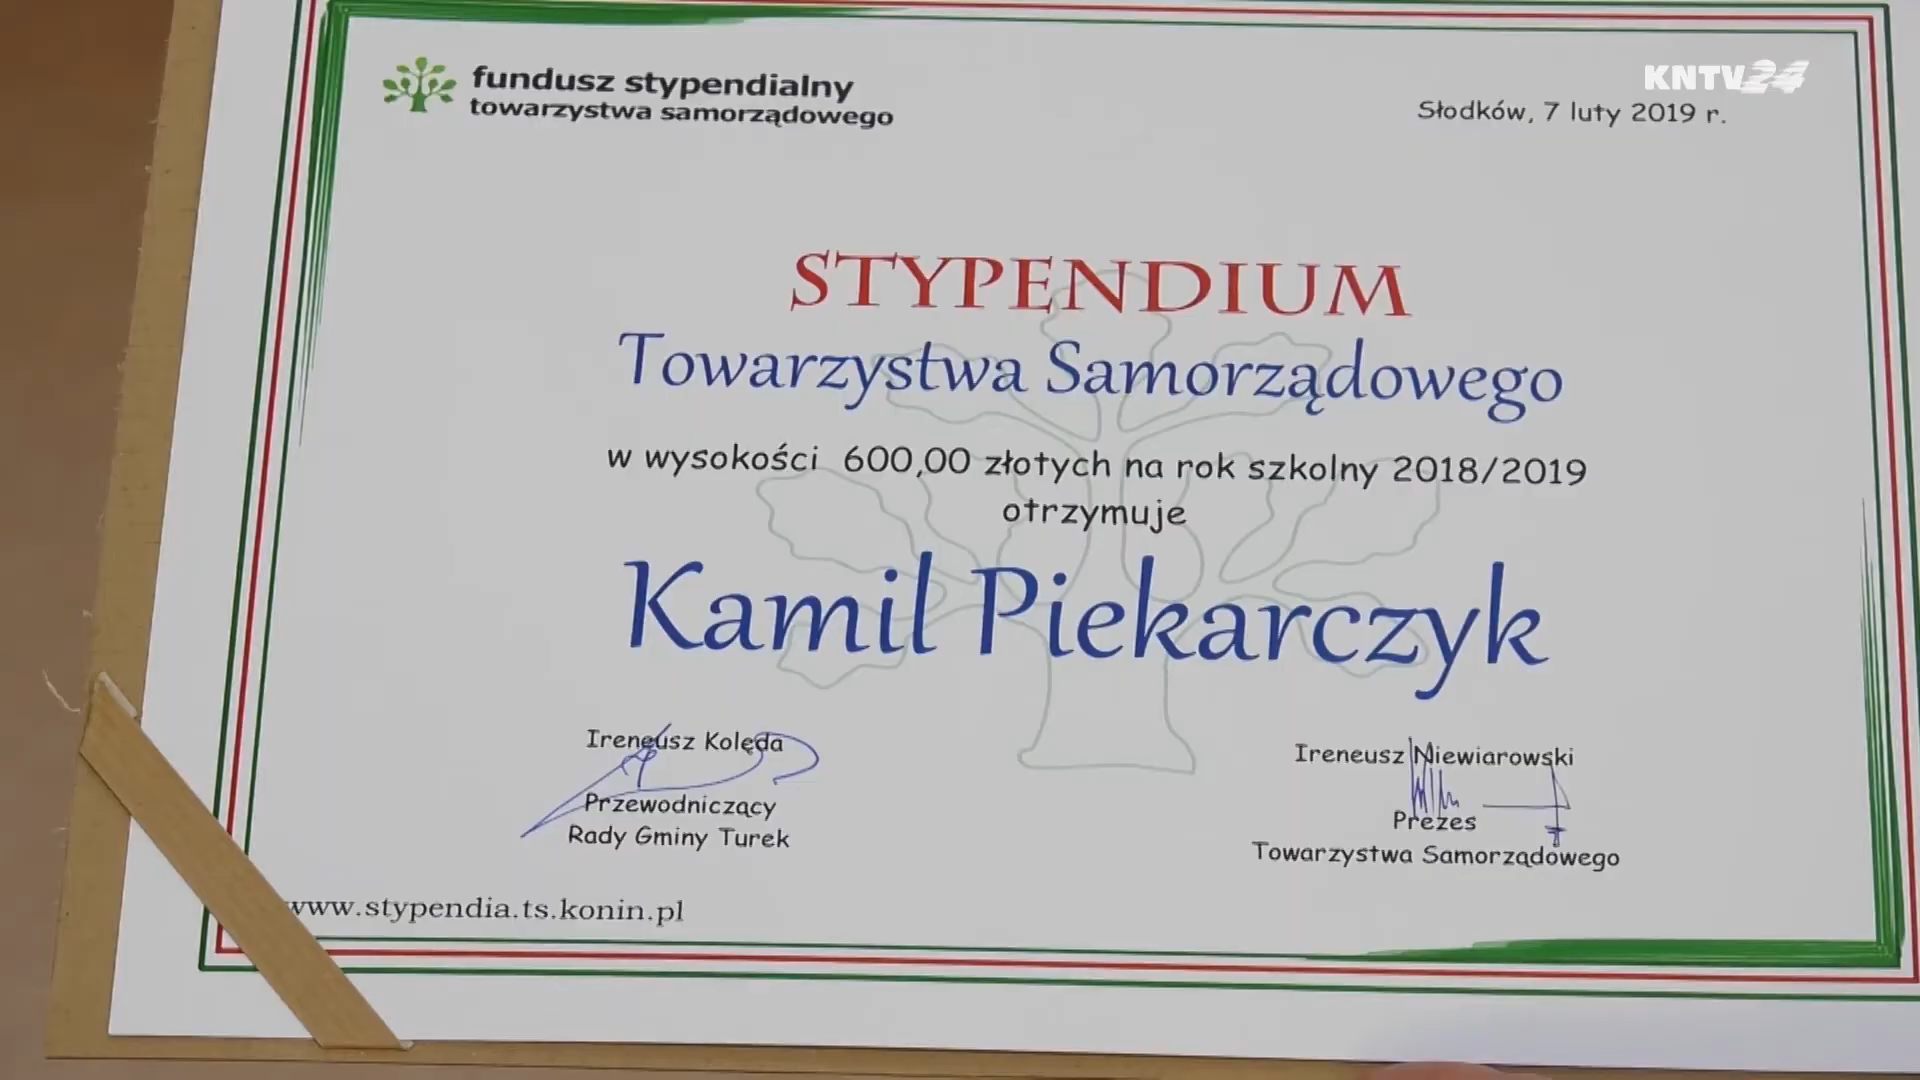 fundusz stypendialny
towarzystwa samorządowego
KNTV24
Słodków, 7 luty 2019 r.
STYPENDIUM
Towarzystwa Samorządowego
w wysokości 600,00 złotych na rok szkolny 2018/2019
otrzymuje
Kamil Piekarczyk
Ireneusz Kolęda
Przewodniczący
Rady Gminy Turek
Ireneusz Niewiarowski
Prezes
Towarzystwa Samorządowego
www.stypendia.ts.konin.pl